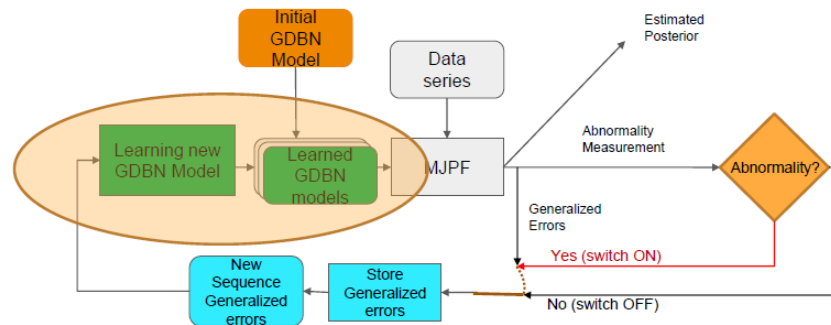 Initial
GDBN
Model
Data
series
Estimated
Posterior
Learning new
GDBN Model
Learned
GDBN
models
MJPF
Abnormality
Measurement
Abnormality?
Generalized
Errors
Yes (switch ON)
New
Sequence
Generalized
errors
Store
Generalized
errors
No (switch OFF)